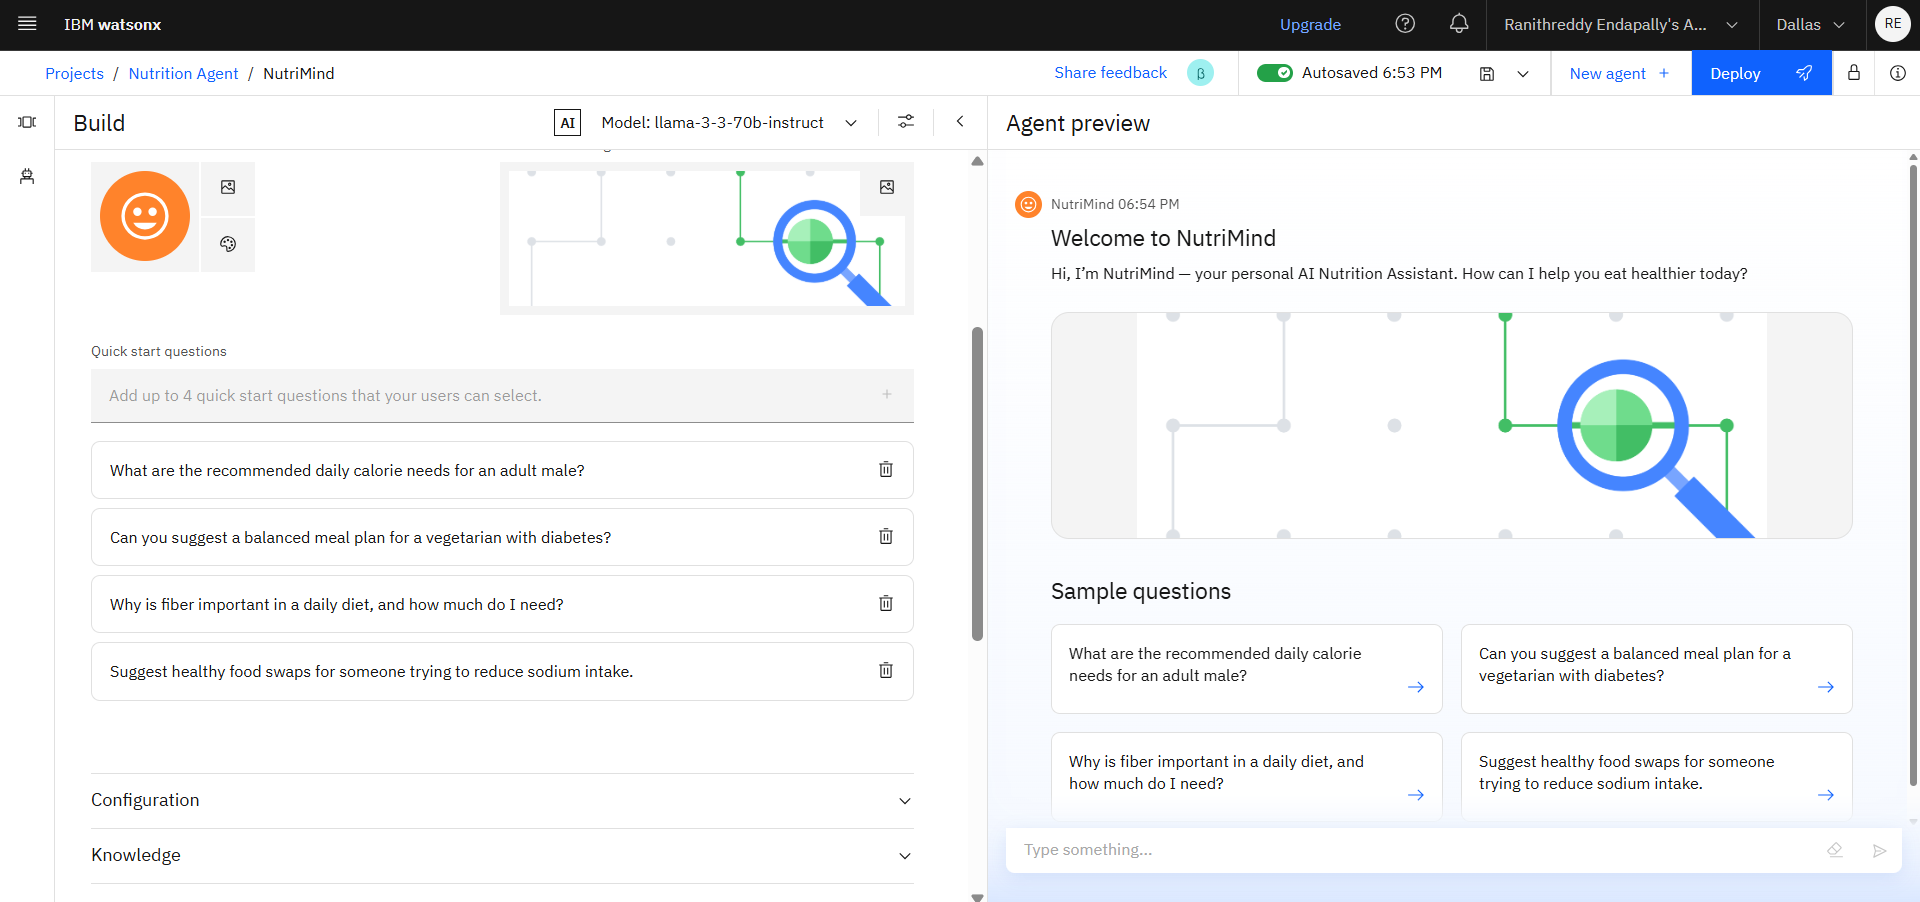 IBM watsonx
Upgrade
Ranithreddy Endapally's A...
Dallas
RE
Projects / Nutrition Agent / NutriMind
Share feedback
β
Autosaved 6:53 PM
New agent +
Deploy
Build
AI
Model: llama-3-3-70b-instruct
Agent preview
Quick start questions
Add up to 4 quick start questions that your users can select.
What are the recommended daily calorie needs for an adult male?
Can you suggest a balanced meal plan for a vegetarian with diabetes?
Why is fiber important in a daily diet, and how much do I need?
Suggest healthy food swaps for someone trying to reduce sodium intake.
Configuration
Knowledge
NutriMind 06:54 PM
Welcome to NutriMind
Hi, I’m NutriMind — your personal AI Nutrition Assistant. How can I help you eat healthier today?
Sample questions
What are the recommended daily calorie
needs for an adult male?
Can you suggest a balanced meal plan for a
vegetarian with diabetes?
Why is fiber important in a daily diet, and
how much do I need?
Suggest healthy food swaps for someone
trying to reduce sodium intake.
Type something...